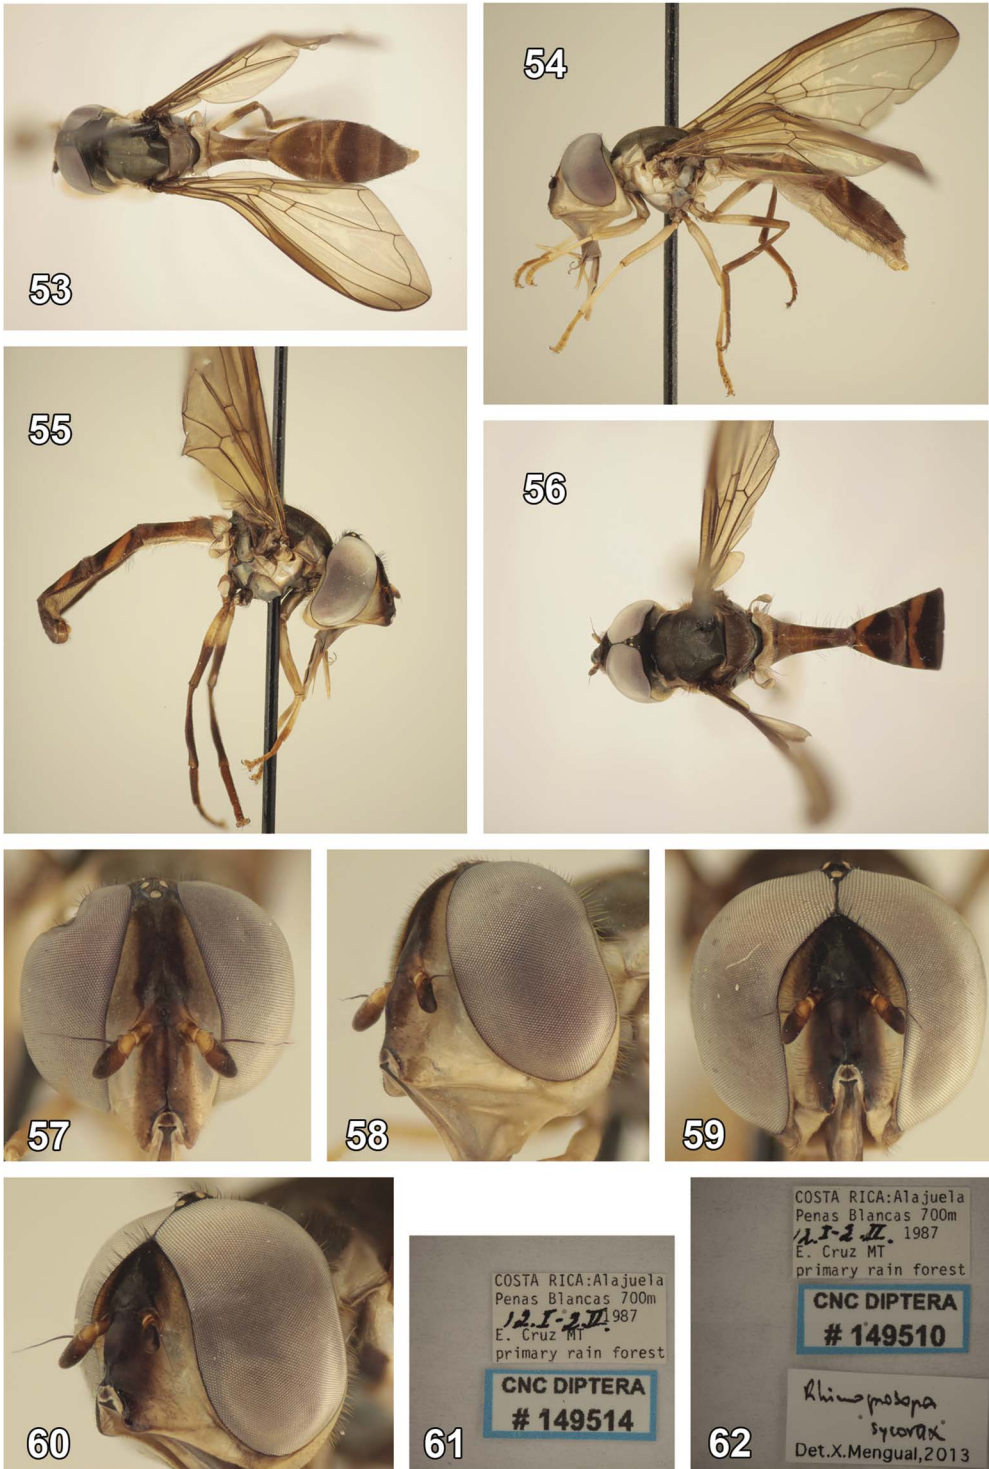 53
54
55
56
57
58
59
60
COSTA RICA:Alajuela
Penas Blancas 700m
12.I-2.II.1987
E. Cruz MT
primary rain forest
CNC DIPTERA
# 149514
61
COSTA RICA:Alajuela
Penas Blancas 700m
12.I-2.II. 1987
E. Cruz MT
primary rain forest
CNC DIPTERA
# 149510
Rhinoprosopa
sycorax
Det.X.Mengual,2013
62